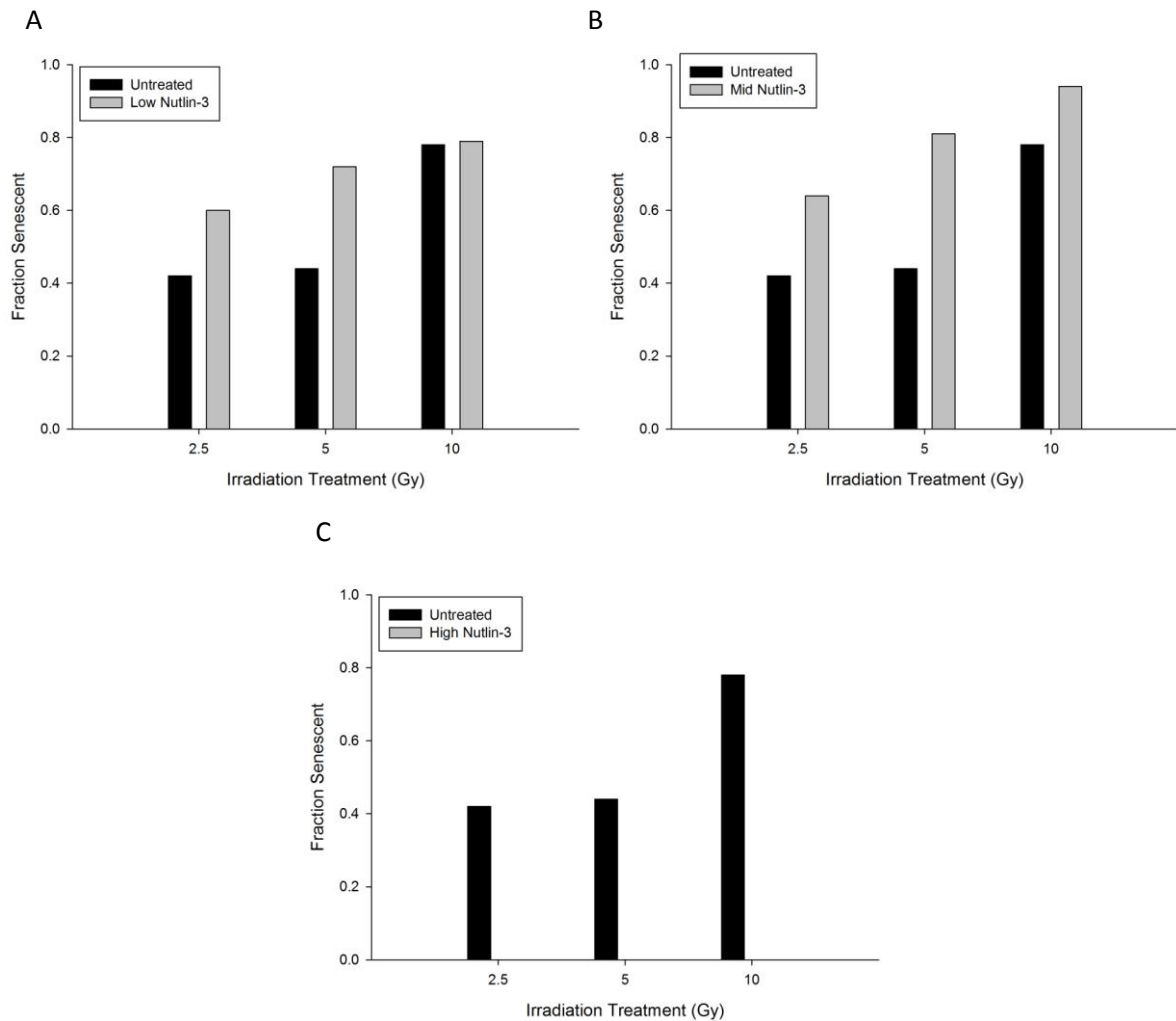 A
B
1.0
Untreated
Low Nutlin-3
0.8
0.6
0.4
0.2
0.0
Fraction Senescent
2.5 5 10
Irradiation Treatment (Gy)
1.0
Untreated
Mid Nutlin-3
0.8
0.6
0.4
0.2
0.0
Fraction Senescent
2.5 5 10
Irradiation Treatment (Gy)
C
1.0
Untreated
High Nutlin-3
0.8
0.6
0.4
0.2
0.0
Fraction Senescent
2.5 5 10
Irradiation Treatment (Gy)